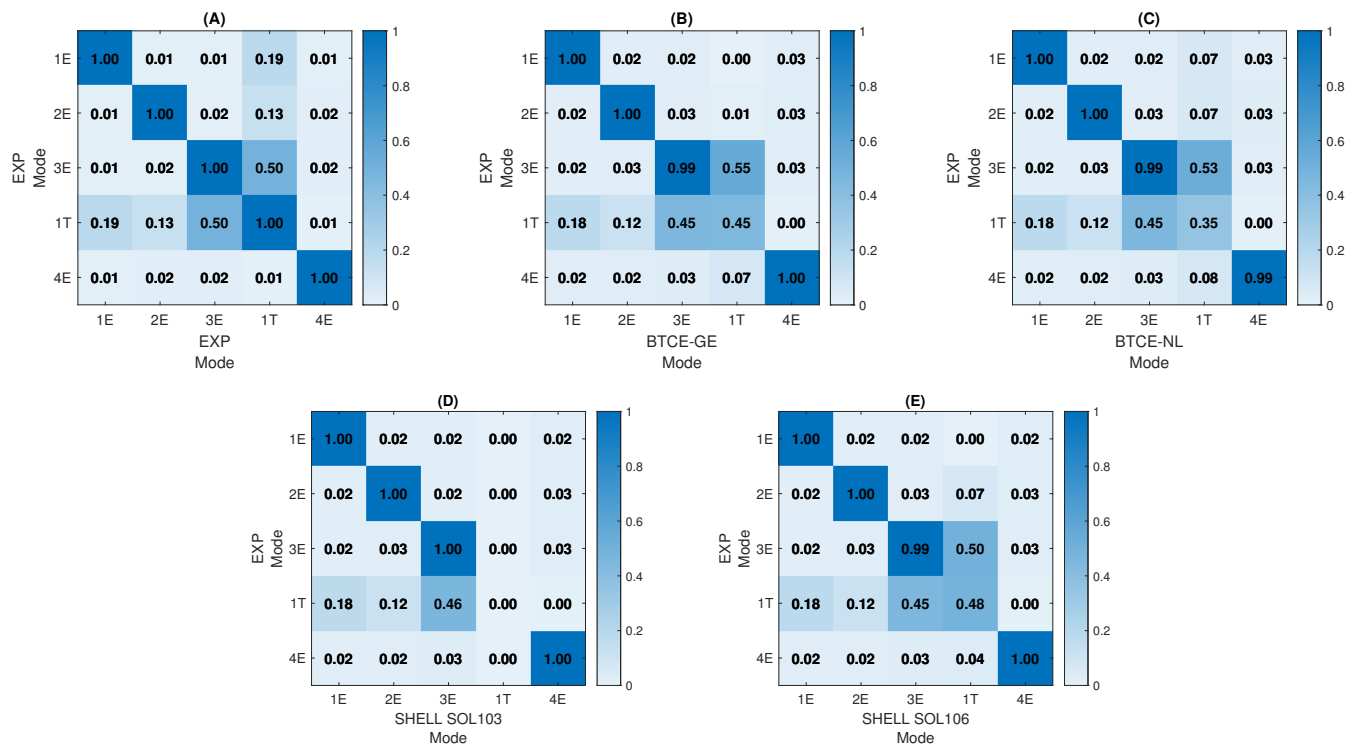 (A)
1E 1.00 0.01 0.01 0.19 0.01
2E 0.01 1.00 0.02 0.13 0.02
3E 0.01 0.02 1.00 0.50 0.02
1T 0.19 0.13 0.50 1.00 0.01
4E 0.01 0.02 0.02 0.01 1.00
1E 2E 3E 1T 4E
EXP
Mode
EXP
Mode
1
0.8
0.6
0.4
0.2
0
(B)
1E 1.00 0.02 0.02 0.00 0.03
2E 0.02 1.00 0.03 0.01 0.03
3E 0.02 0.03 0.99 0.55 0.03
1T 0.18 0.12 0.45 0.45 0.00
4E 0.02 0.02 0.03 0.07 1.00
1E 2E 3E 1T 4E
BTCE-GE
Mode
EXP
Mode
1
0.8
0.6
0.4
0.2
0
(C)
1E 1.00 0.02 0.02 0.07 0.03
2E 0.02 1.00 0.03 0.07 0.03
3E 0.02 0.03 0.99 0.53 0.03
1T 0.18 0.12 0.45 0.35 0.00
4E 0.02 0.02 0.03 0.08 0.99
1E 2E 3E 1T 4E
BTCE-NL
Mode
EXP
Mode
1
0.8
0.6
0.4
0.2
0
(D)
1E 1.00 0.02 0.02 0.00 0.02
2E 0.02 1.00 0.02 0.00 0.03
3E 0.02 0.03 1.00 0.00 0.03
1T 0.18 0.12 0.46 0.00 0.00
4E 0.02 0.02 0.03 0.00 1.00
1E 2E 3E 1T 4E
SHELL SOL103
Mode
EXP
Mode
1
0.8
0.6
0.4
0.2
0
(E)
1E 1.00 0.02 0.02 0.00 0.02
2E 0.02 1.00 0.03 0.07 0.03
3E 0.02 0.03 0.99 0.50 0.03
1T 0.18 0.12 0.45 0.48 0.00
4E 0.02 0.02 0.03 0.04 1.00
1E 2E 3E 1T 4E
SHELL SOL106
Mode
EXP
Mode
1
0.8
0.6
0.4
0.2
0